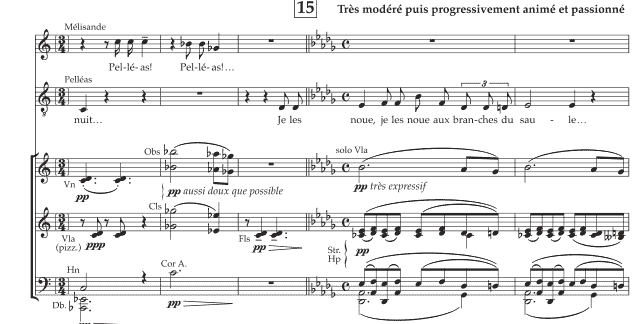 15 Très modéré puis progressivement animé et passionné
Mélisande
Pel-lé-as! Pel-lé-as!…
Pelléas
nuit… Je les noue, je les noue aux bran-ches du sau - le…
Obs solo Vla
Vn
pp pp aussi doux que possible pp très expressif
Cls
Vla (pizz.) ppp Fls pp Str. Hp pp
Hn Cor A.
Db. pp